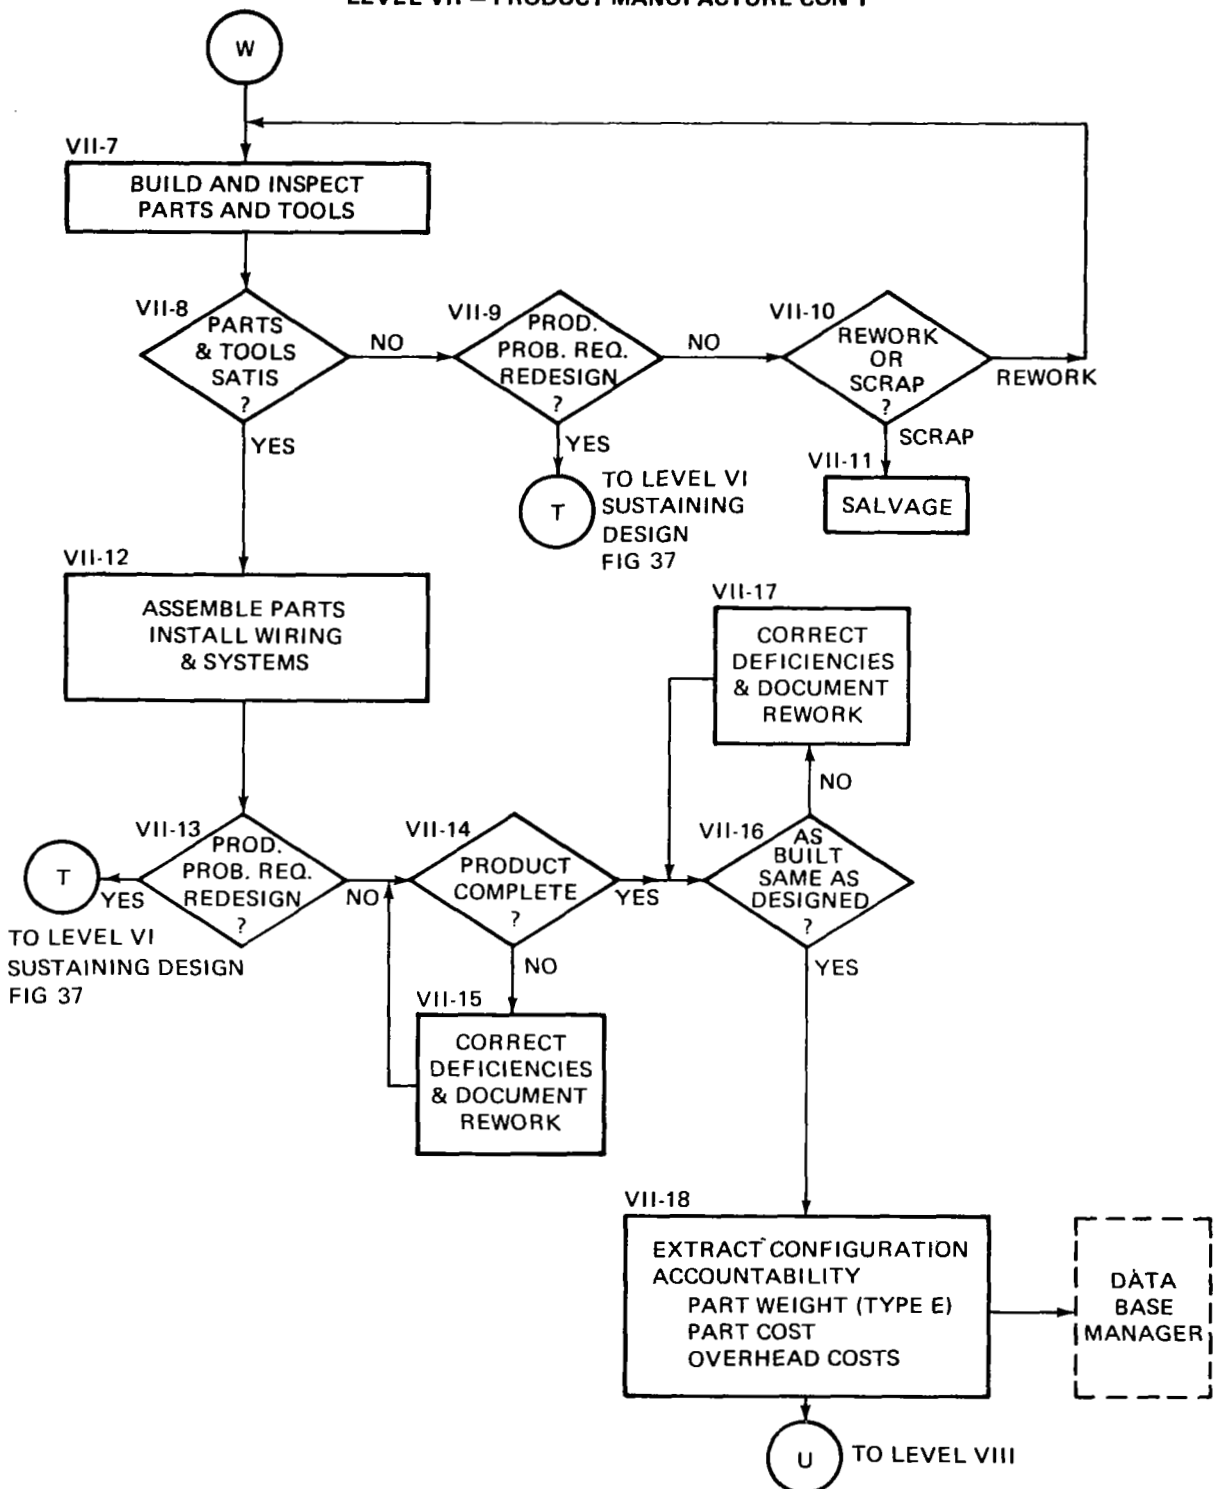 LEVEL VII – PRODUCT MANUFACTURE CON'T
W
VII-7
BUILD AND INSPECT
PARTS AND TOOLS
VII-8
PARTS
& TOOLS
SATIS
?
NO
YES
VII-9
PROD.
PROB. REQ.
REDESIGN
?
NO
YES
VII-10
REWORK
OR
SCRAP
?
REWORK
SCRAP
T
TO LEVEL VI
SUSTAINING
DESIGN
FIG 37
VII-11
SALVAGE
VII-12
ASSEMBLE PARTS
INSTALL WIRING
& SYSTEMS
VII-17
CORRECT
DEFICIENCIES
& DOCUMENT
REWORK
NO
VII-13
PROD.
PROB. REQ.
REDESIGN
?
T
YES
TO LEVEL VI
SUSTAINING DESIGN
FIG 37
NO
VII-14
PRODUCT
COMPLETE
?
YES
NO
VII-16
AS
BUILT
SAME AS
DESIGNED
?
YES
VII-15
CORRECT
DEFICIENCIES
& DOCUMENT
REWORK
VII-18
EXTRACT CONFIGURATION
ACCOUNTABILITY
PART WEIGHT (TYPE E)
PART COST
OVERHEAD COSTS
DATA
BASE
MANAGER
U
TO LEVEL VIII